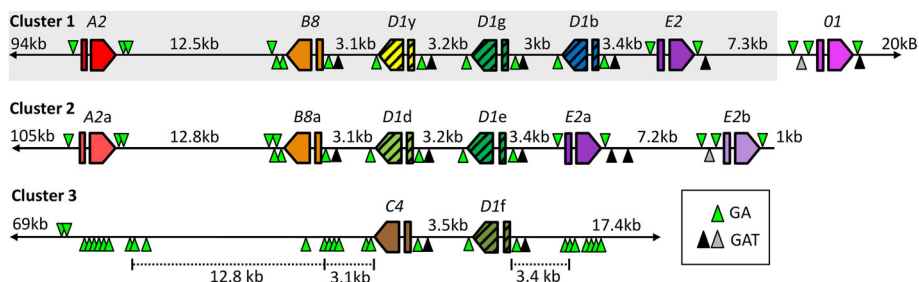 Cluster 1 A2 B8 D1y D1g D1b E2 01
94kb 12.5kb 3.1kb 3.2kb 3kb 3.4kb 7.3kb 20kB
Cluster 2 A2a B8a D1d D1e E2a E2b
105kb 12.8kb 3.1kb 3.2kb 3.4kb 7.2kb 1kb
Cluster 3 C4 D1f
69kb 3.5kb 17.4kb
GA
GAT
12.8 kb 3.1kb 3.4 kb